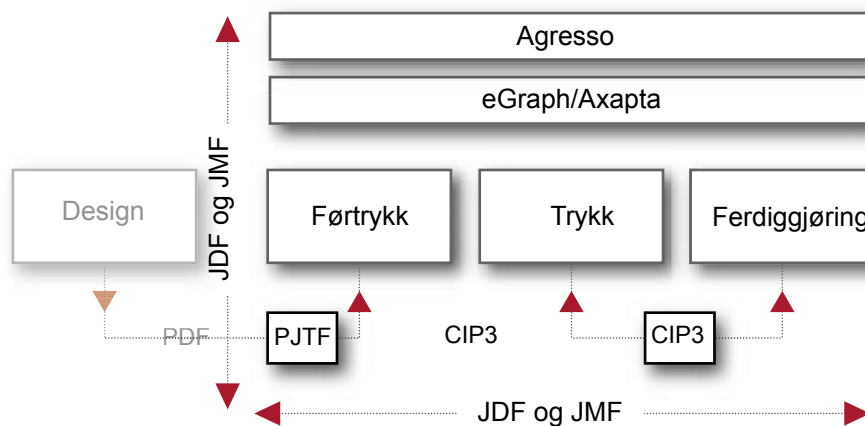 Agresso
eGraph/Axapta
JDF og JMF
Design
Førtrykk
Trykk
Ferdiggjøring
PDF
PJTF
CIP3
CIP3
JDF og JMF